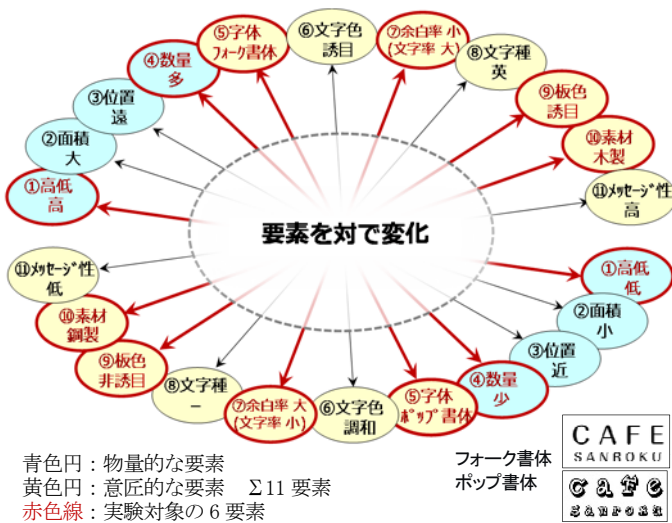 ⑤字体
フォーク書体
⑥文字色
誘目
⑦余白率 小
(文字率 大)
④数量
多
⑧文字種
英
③位置
遠
⑨板色
誘目
②面積
大
⑩素材
木製
①高低
高
⑪メッセージ性
高
要素を対で変化
⑪メッセージ性
低
①高低
低
⑩素材
鋼製
②面積
小
⑨板色
非誘目
③位置
近
⑧文字種
ー
⑦余白率 大
(文字率 小)
⑥文字色
調和
⑤字体
ポップ書体
④数量
少
青色円：物量的な要素
黄色円：意匠的な要素 Σ11要素
赤色線：実験対象の6要素
フォーク書体
ポップ書体
CAFE
SANROKU
CAFE
SANROKU